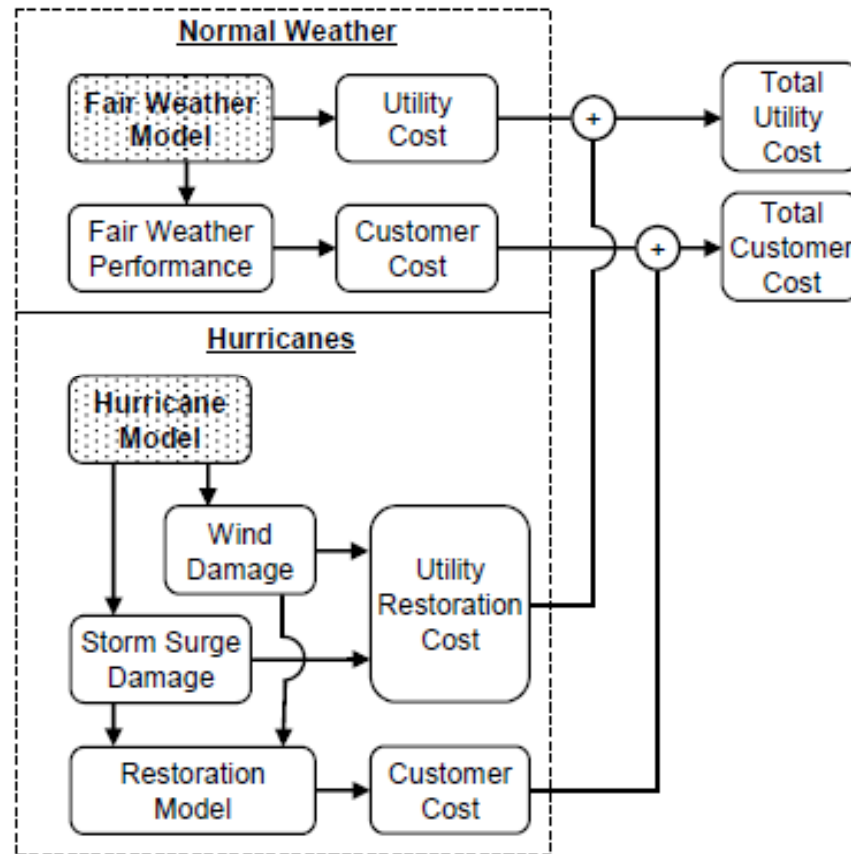 Normal Weather
Fair Weather
Model
Utility
Cost
+
Total
Utility
Cost
Fair Weather
Performance
Customer
Cost
+
Total
Customer
Cost
Hurricanes
Hurricane
Model
Wind
Damage
Utility
Restoration
Cost
Storm Surge
Damage
Restoration
Model
Customer
Cost